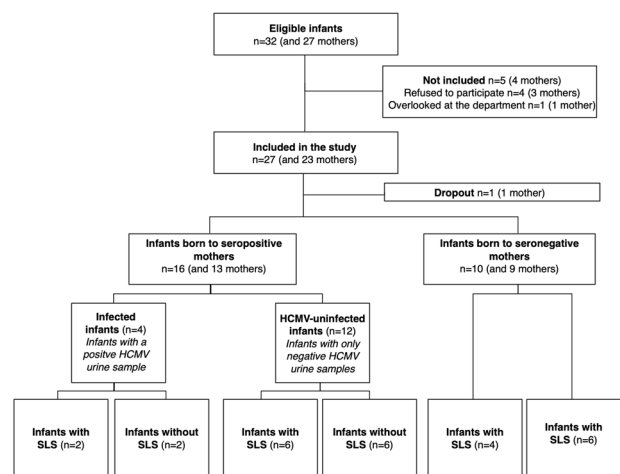 Eligible infants
n=32 (and 27 mothers)
Not included n=5 (4 mothers)
Refused to participate n=4 (3 mothers)
Overlooked at the department n=1 (1 mother)
Included in the study
n=27 (and 23 mothers)
Dropout n=1 (1 mother)
Infants born to seropositive
mothers
n=16 (and 13 mothers)
Infants born to seronegative
mothers
n=10 (and 9 mothers)
Infected
infants (n=4)
Infants with a
positve HCMV
urine sample
HCMV-uninfected
infants (n=12)
Infants with only
negative HCMV
urine samples
Infants with
SLS (n=2)
Infants without
SLS (n=2)
Infants with
SLS (n=6)
Infants without
SLS (n=6)
Infants with
SLS (n=4)
Infants with
SLS (n=6)